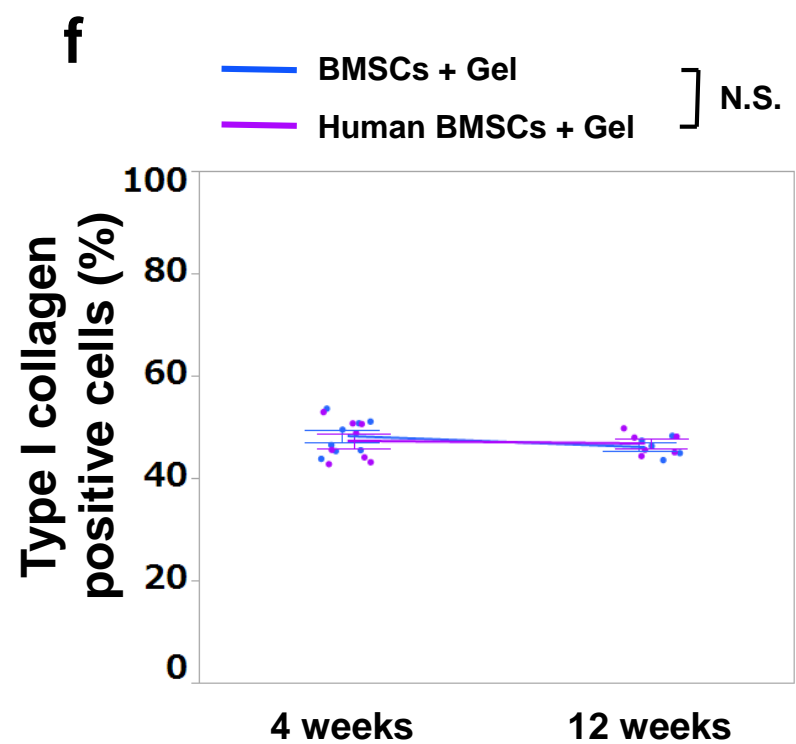 f
BMSCs + Gel
N.S.
Human BMSCs + Gel
Type I collagen
positive cells (%)
100
80
60
40
20
0
4 weeks
12 weeks